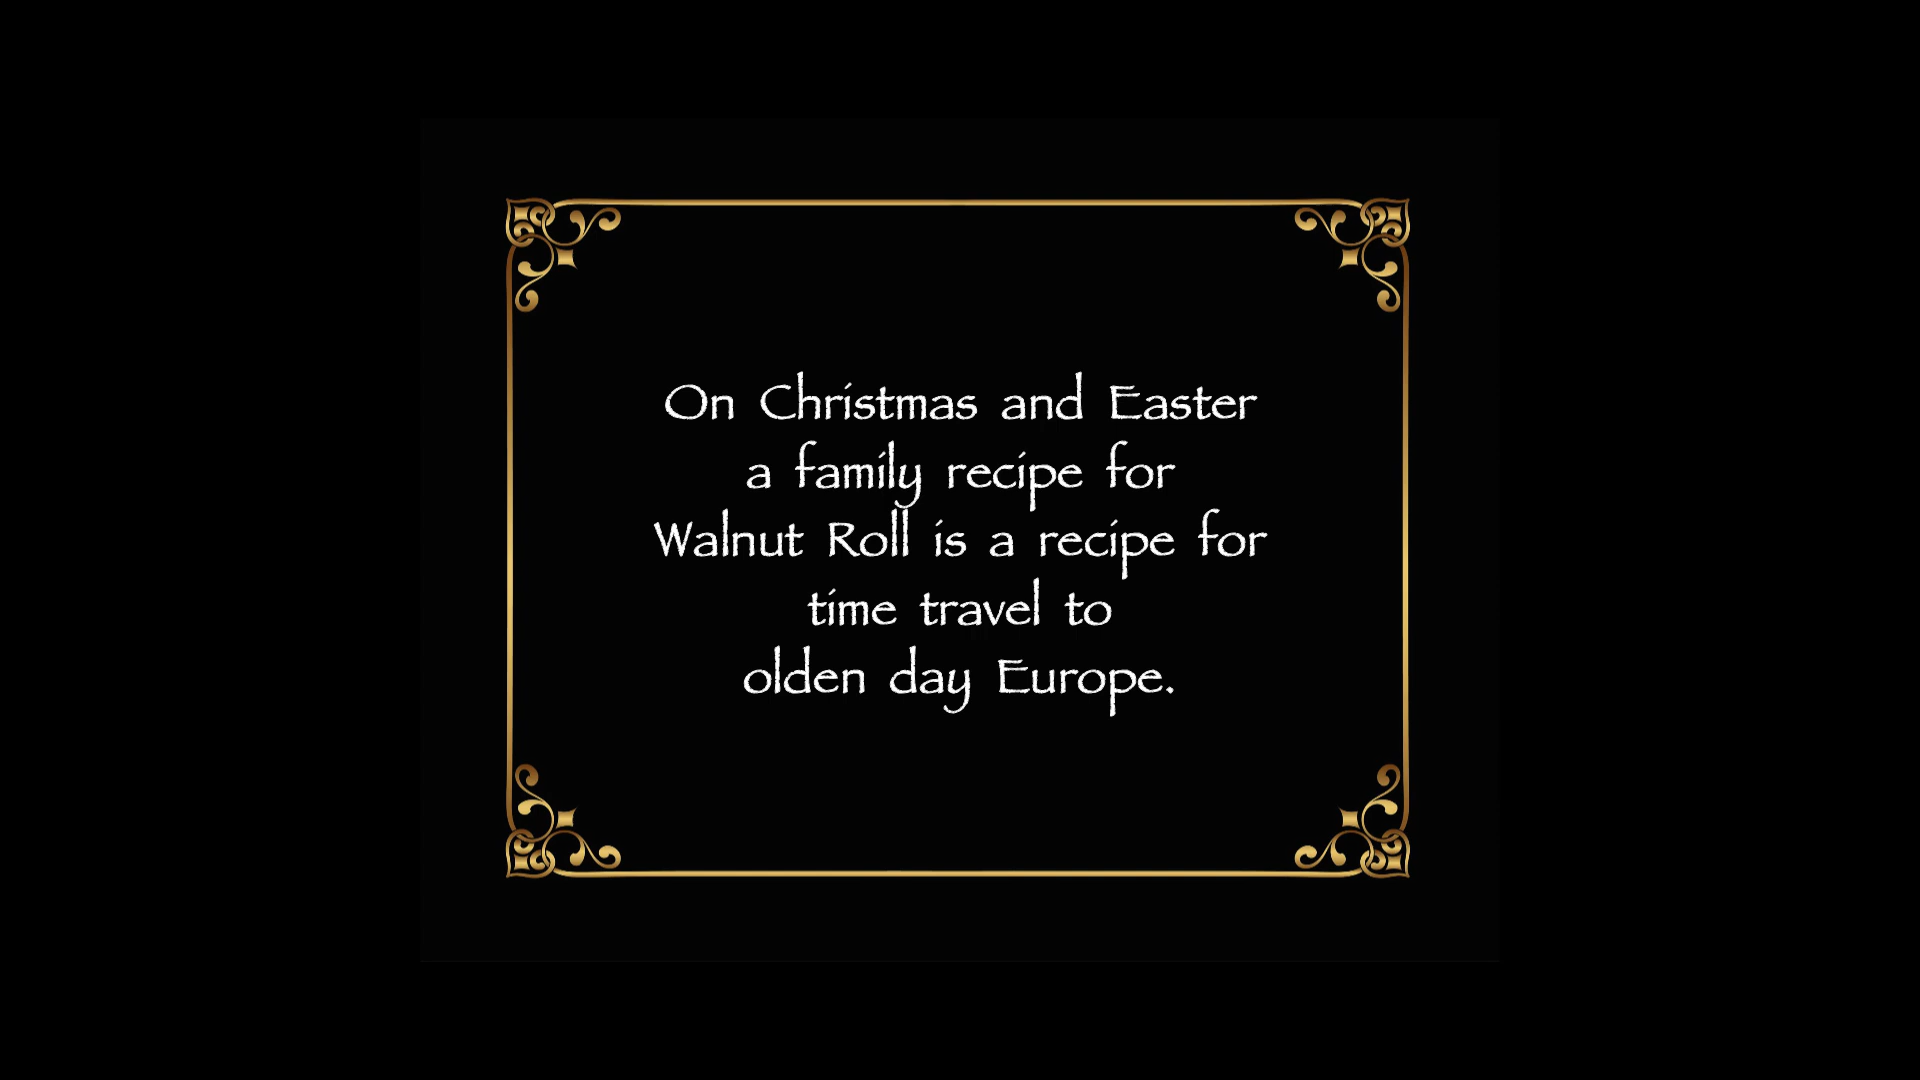 On Christmas and Easter
a family recipe for
Walnut Roll is a recipe for
time travel to
olden day Europe.